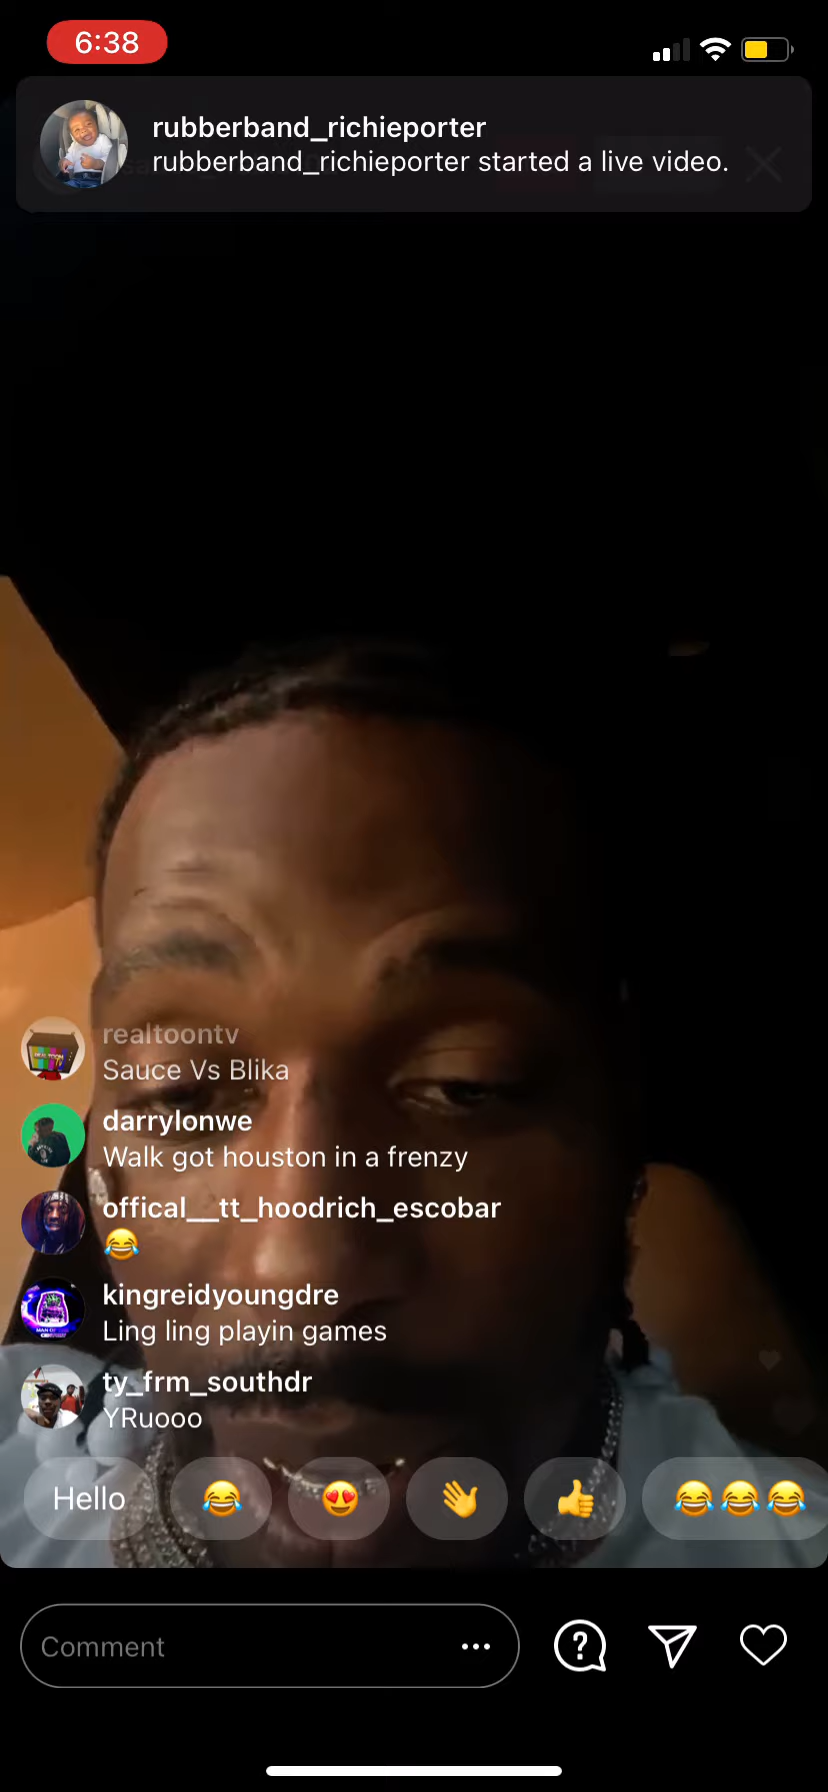 6:38
rubberband_richieporter
rubberband_richieporter started a live video.
realtoontv
Sauce Vs Blika
darrylonwe
Walk got houston in a frenzy
offical__tt_hoodrich_escobar
😂
kingreidyoungdre
Ling ling playin games
ty_frm_southdr
YRuooo
Hello 😂 😍 👋 👍 😂😂😂
Comment